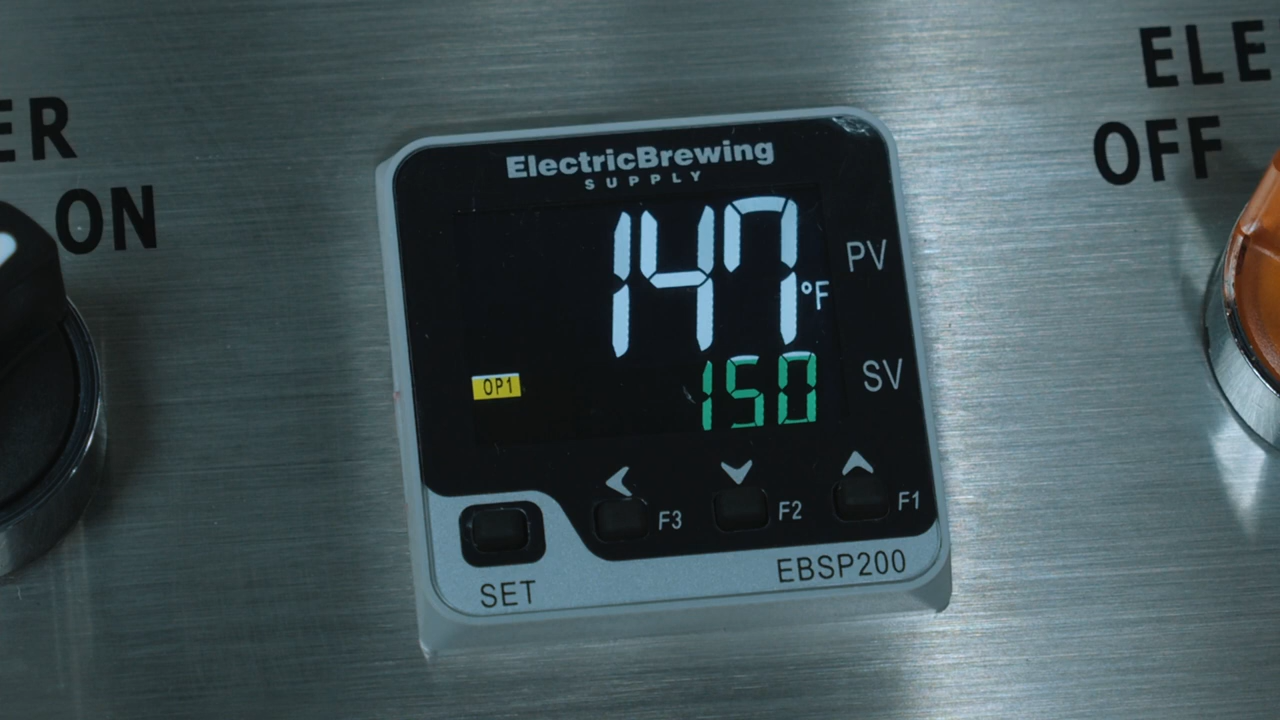 ER
ON
ELE
OFF
ElectricBrewing
SUPPLY
147 °F PV
OP1 150 SV
F3 F2 F1
SET EBSP200